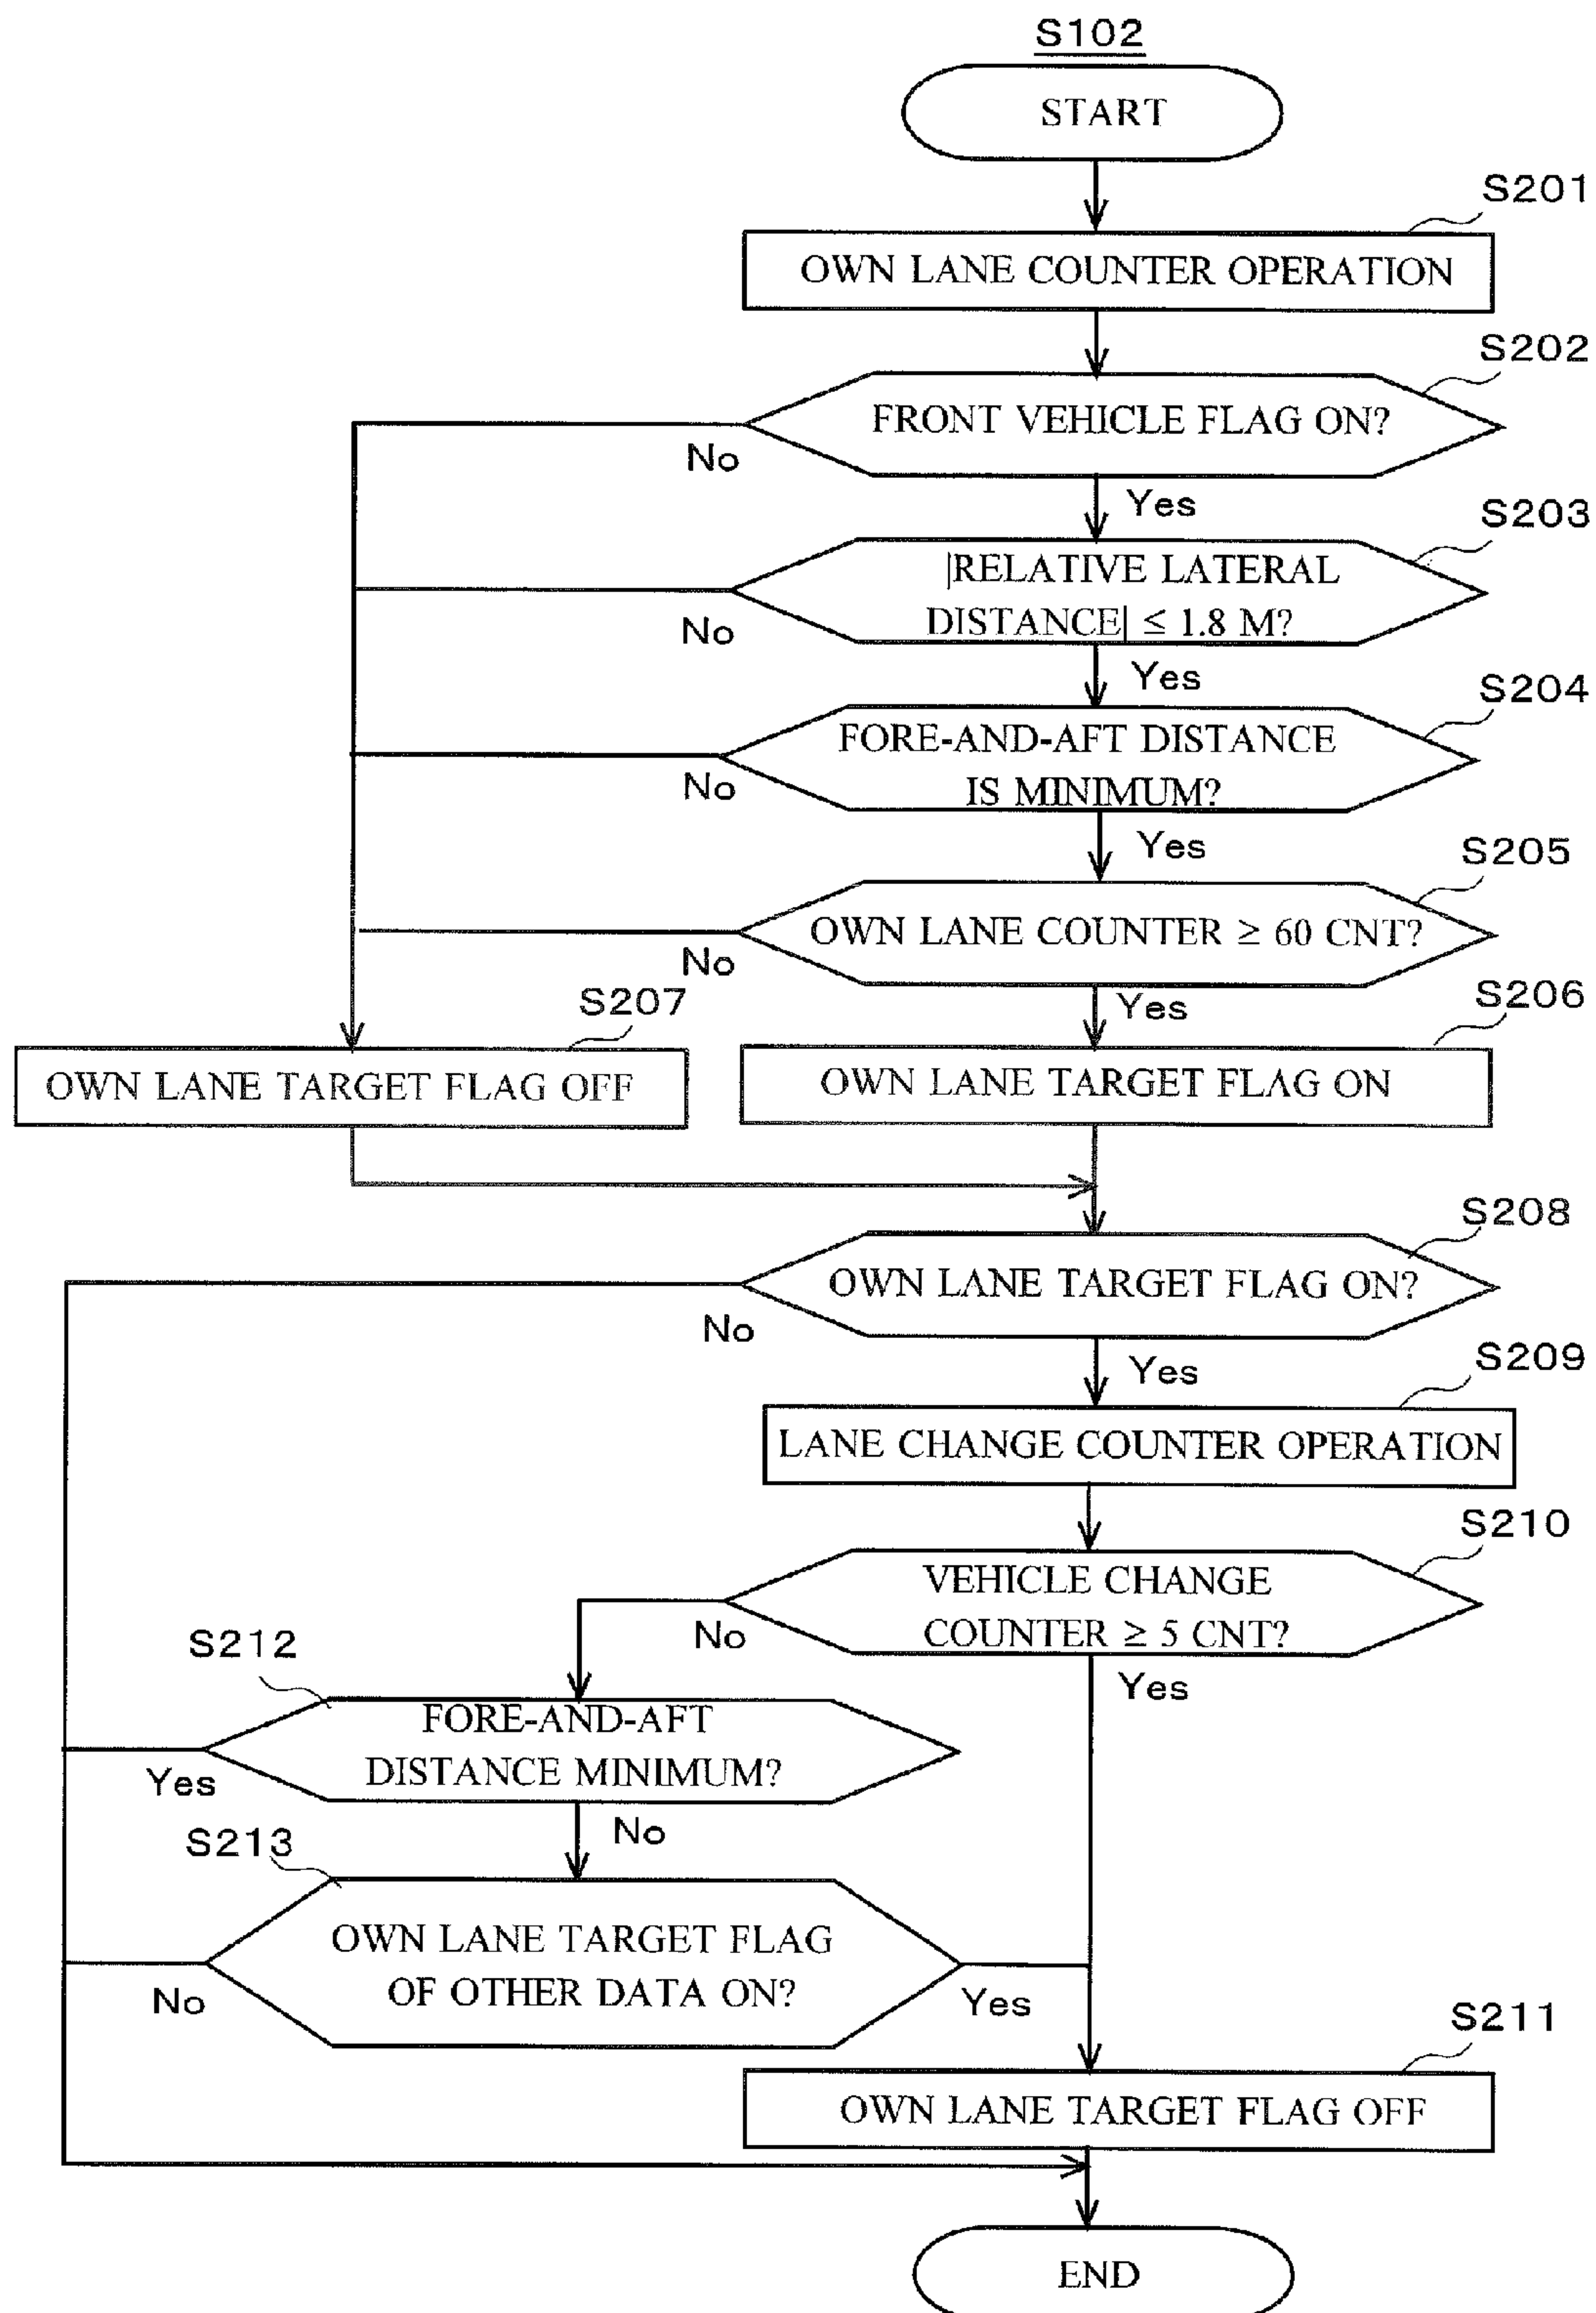 S102
START
S201
OWN LANE COUNTER OPERATION
S202
FRONT VEHICLE FLAG ON?
No
Yes
S203
|RELATIVE LATERAL
DISTANCE| ≤ 1.8 M?
No
Yes
S204
FORE-AND-AFT DISTANCE
IS MINIMUM?
No
Yes
S205
OWN LANE COUNTER ≥ 60 CNT?
No
Yes
S207
S206
OWN LANE TARGET FLAG OFF
OWN LANE TARGET FLAG ON
S208
OWN LANE TARGET FLAG ON?
No
Yes
S209
LANE CHANGE COUNTER OPERATION
S210
VEHICLE CHANGE
COUNTER ≥ 5 CNT?
No
Yes
S212
FORE-AND-AFT
DISTANCE MINIMUM?
Yes
No
S213
OWN LANE TARGET FLAG
OF OTHER DATA ON?
No
Yes
S211
OWN LANE TARGET FLAG OFF
END